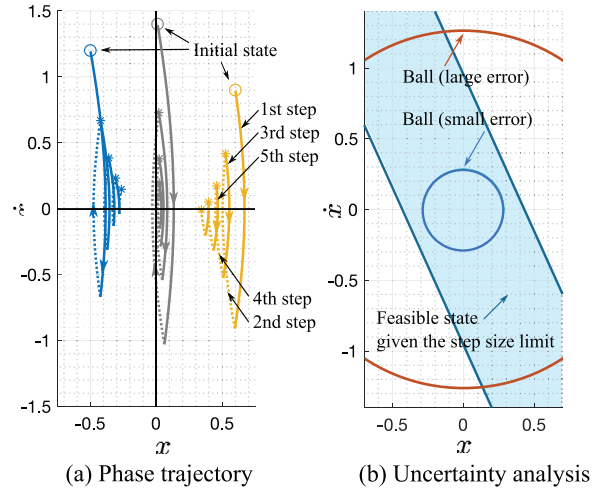 1.5
1
0.5
0
-0.5
-1
-1.5
-0.5
0
0.5
ẋ
x
Initial state
1st step
3rd step
5th step
4th step
2nd step
(a) Phase trajectory
1
0.5
0
-0.5
-1
-0.5
0
0.5
ẋ
x
Ball (large error)
Ball (small error)
Feasible state
given the step size limit
(b) Uncertainty analysis